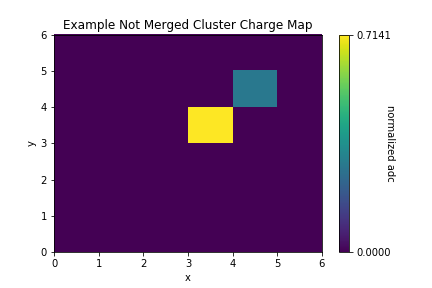 Example Not Merged Cluster Charge Map
6
5
4
3
2
1
0
y
0 1 2 3 4 5 6
x
0.7141
0.0000
normalized adc